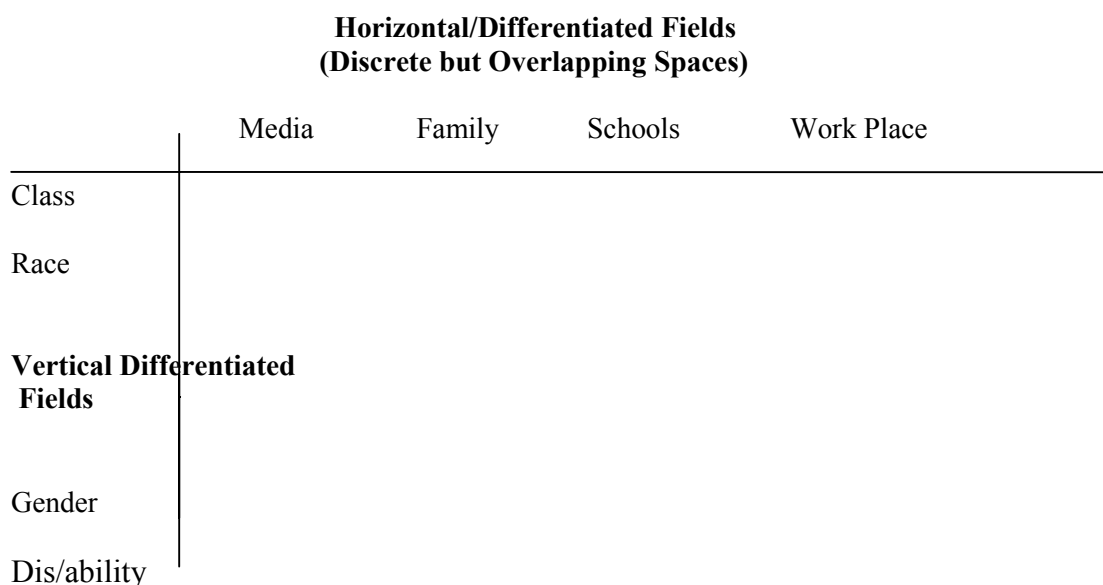 Horizontal/Differentiated Fields
(Discrete but Overlapping Spaces)
Media Family Schools Work Place
Class
Race
Vertical Differentiated
Fields
Gender
Dis/ability